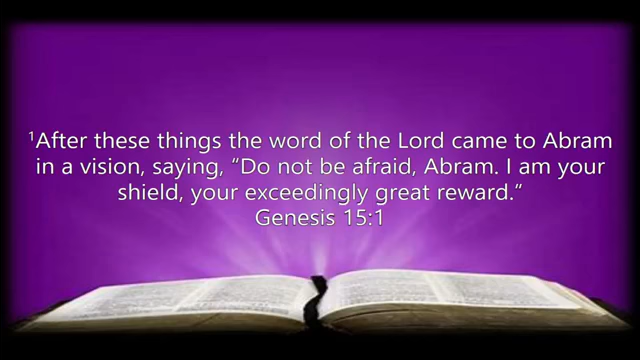 ¹After these things the word of the Lord came to Abram
in a vision, saying, “Do not be afraid, Abram. I am your
shield, your exceedingly great reward.”
Genesis 15:1